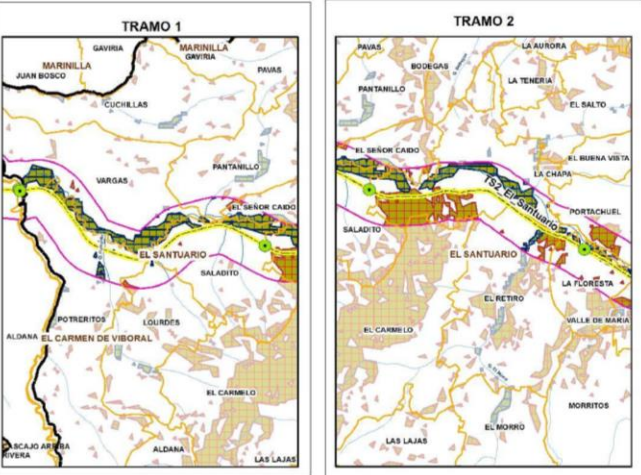 TRAMO 1
GAVIRIA
MARINILLA
MARINILLA
GAVIRIA
JUAN BOSCO
PAVAS
CUCHILLAS
PANTANILLO
VARGAS
EL SEÑOR CAIDO
EL SANTUARIO
SALADITO
POTRERITOS
LOURDES
ALDANA
EL CARMEN DE VIBORAL
EL CARMELO
CASCAJO ARRIBA
RIVERA
ALDANA
LAS LAJAS
TRAMO 2
PAVAS
LA AURORA
BODEGAS
LA TENERIA
PANTANILLO
EL SALTO
EL SEÑOR CAIDO
EL BUENA VISTA
LA CHAPA
TS2_El Santuario
PORTACHUEL
SALADITO
EL SANTUARIO
LA FLORESTA
EL RETIRO
VALLE DE MARIA
EL CARMELO
MORRITOS
EL MORRO
LAS LAJAS